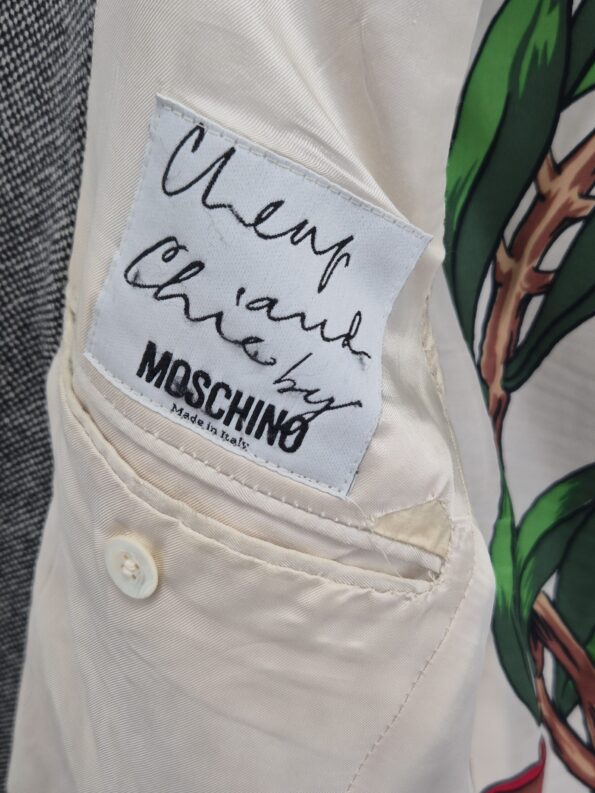 Cheap
and
Chic by
MOSCHINO
Made in Italy